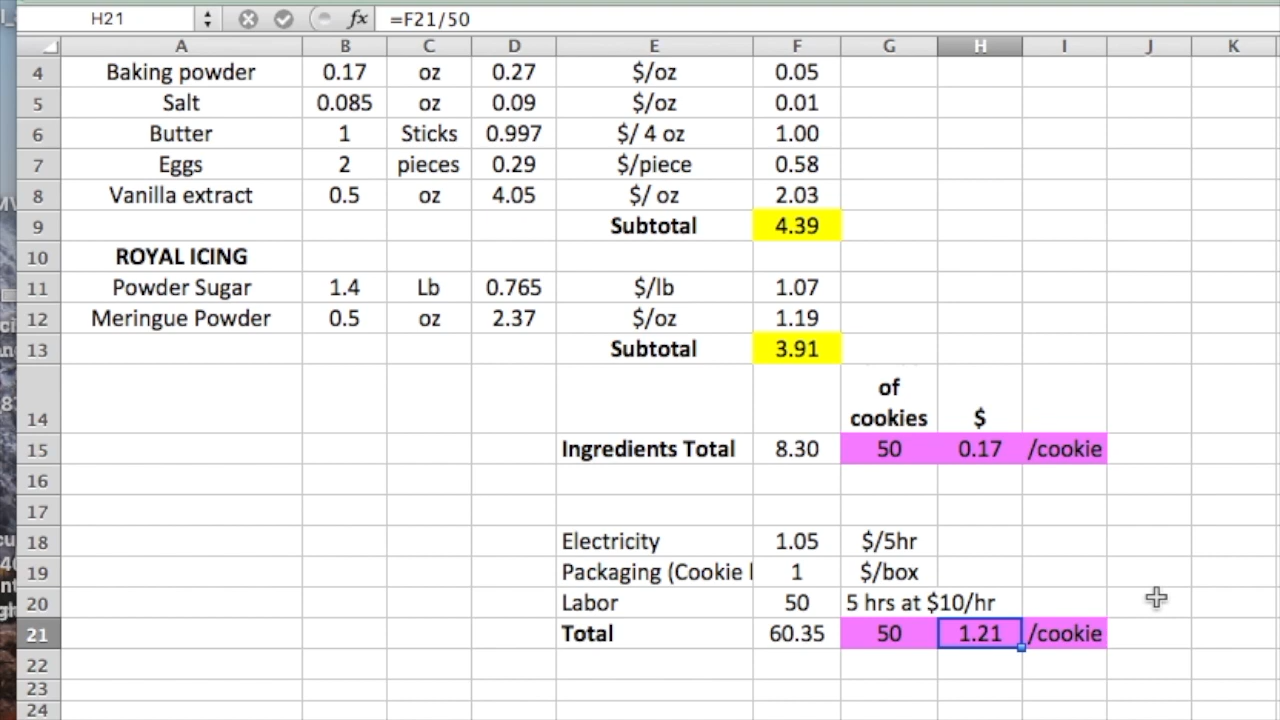 H21 fx =F21/50
A B C D E F G H I J K
4 Baking powder 0.17 oz 0.27 $/oz 0.05
5 Salt 0.085 oz 0.09 $/oz 0.01
6 Butter 1 Sticks 0.997 $/ 4 oz 1.00
7 Eggs 2 pieces 0.29 $/piece 0.58
8 Vanilla extract 0.5 oz 4.05 $/ oz 2.03
9 Subtotal 4.39
10 ROYAL ICING
11 Powder Sugar 1.4 Lb 0.765 $/lb 1.07
12 Meringue Powder 0.5 oz 2.37 $/oz 1.19
13 Subtotal 3.91
of
14 cookies $
15 Ingredients Total 8.30 50 0.17 /cookie
16
17
18 Electricity 1.05 $/5hr
19 Packaging (Cookie 1 $/box
20 Labor 50 5 hrs at $10/hr
21 Total 60.35 50 1.21 /cookie
22
23
24